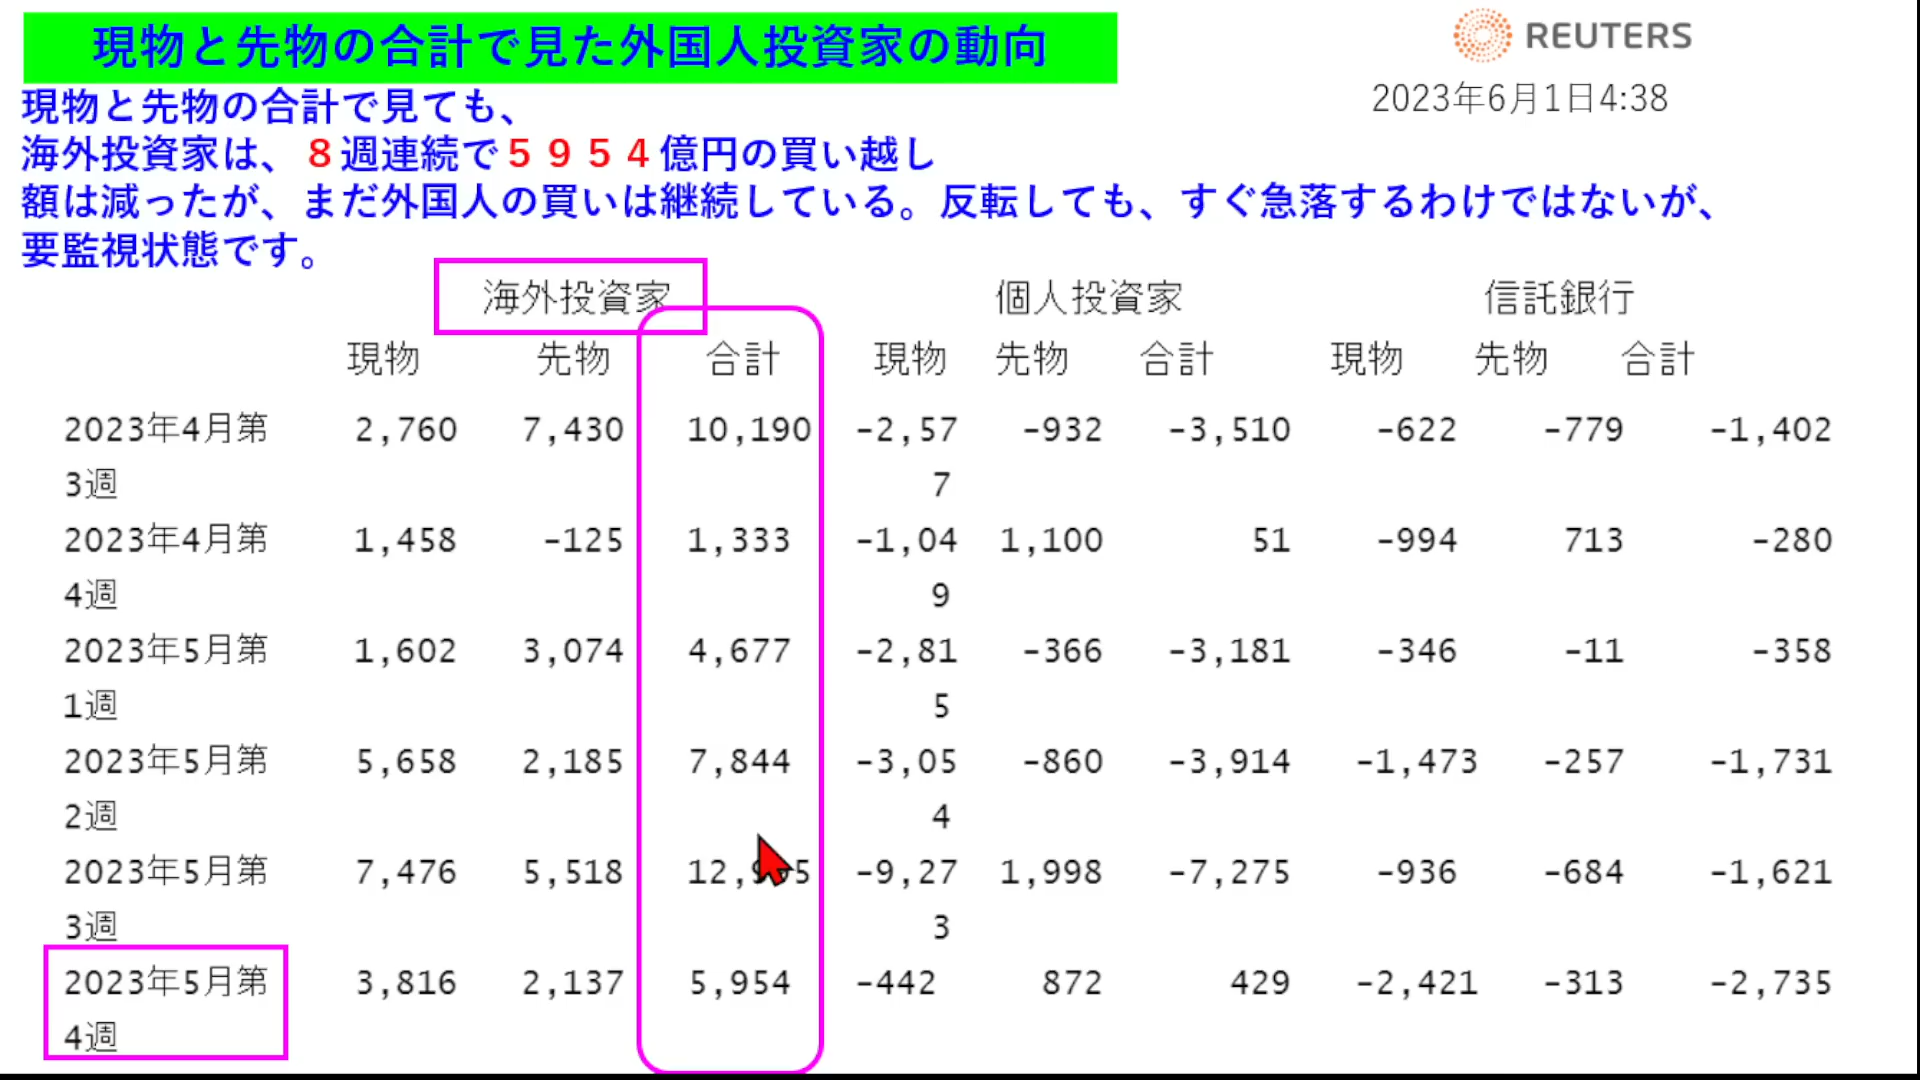 現物と先物の合計で見た外国人投資家の動向
REUTERS
2023年6月1日4:38
現物と先物の合計で見ても、
海外投資家は、８週連続で５９５４億円の買い越し
額は減ったが、まだ外国人の買いは継続している。反転しても、すぐ急落するわけではないが、
要監視状態です。
海外投資家 個人投資家 信託銀行
現物 先物 合計 現物 先物 合計 現物 先物 合計
2023年4月第 2,760 7,430 10,190 -2,57 -932 -3,510 -622 -779 -1,402
3週 7
2023年4月第 1,458 -125 1,333 -1,04 1,100 51 -994 713 -280
4週 9
2023年5月第 1,602 3,074 4,677 -2,81 -366 -3,181 -346 -11 -358
1週 5
2023年5月第 5,658 2,185 7,844 -3,05 -860 -3,914 -1,473 -257 -1,731
2週 4
2023年5月第 7,476 5,518 -9,27 1,998 -7,275 -936 -684 -1,621
3週 3
2023年5月第 3,816 2,137 5,954 -442 872 429 -2,421 -313 -2,735
4週